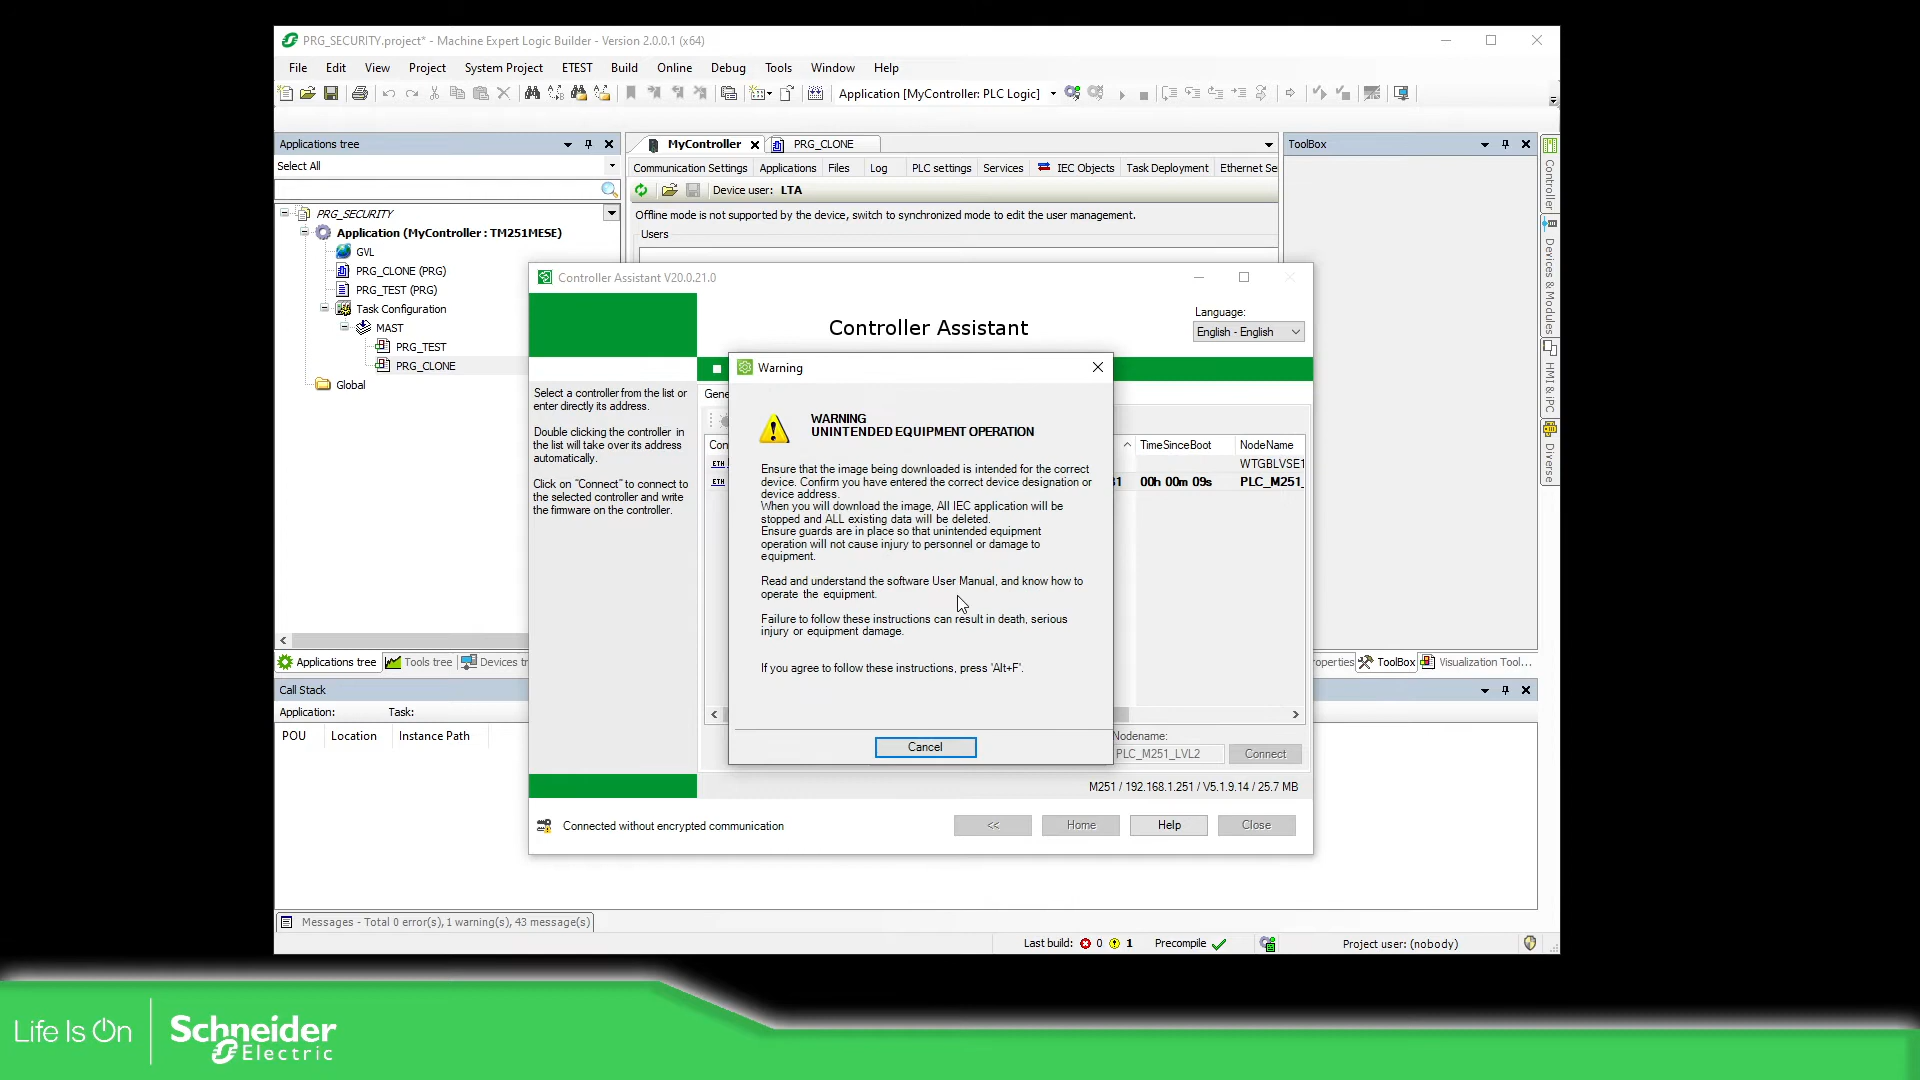 PRG_SECURITY.project* - Machine Expert Logic Builder - Version 2.0.0.1 (x64)
File Edit View Project System Project ETEST Build Online Debug Tools Window Help
Application [MyController: PLC Logic]
Applications tree
MyController
PRG_CLONE
ToolBox
Select All
Communication Settings Applications Files Log PLC settings Services IEC Objects Task Deployment Ethernet Se
Device user: LTA
Offline mode is not supported by the device, switch to synchronized mode to edit the user management.
Users
PRG_SECURITY
Application (MyController : TM251MESE)
GVL
PRG_CLONE (PRG)
PRG_TEST (PRG)
Task Configuration
MAST
PRG_TEST
PRG_CLONE
Global
Controller
Devices & Modules
HMI & iPC
Diverse
Controller Assistant V20.0.21.0
Controller Assistant
Language:
English - English
Select a controller from the list or
enter directly its address.
Double clicking the controller in
the list will take over its address
automatically.
Click on "Connect" to connect to
the selected controller and write
the firmware on the controller.
Gene
Con
TimeSinceBoot NodeName
ETH
WTGBLVSE1
ETH
31 00h 00m 09s PLC_M251_
Warning
WARNING
UNINTENDED EQUIPMENT OPERATION
Ensure that the image being downloaded is intended for the correct
device. Confirm you have entered the correct device designation or
device address.
When you will download the image, All IEC application will be
stopped and ALL existing data will be deleted.
Ensure guards are in place so that unintended equipment
operation will not cause injury to personnel or damage to
equipment.
Read and understand the software User Manual, and know how to
operate the equipment.
Failure to follow these instructions can result in death, serious
injury or equipment damage.
If you agree to follow these instructions, press 'Alt+F'.
Cancel
Nodename:
PLC_M251_LVL2
Connect
M251 / 192.168.1.251 / V5.1.9.14 / 25.7 MB
Connected without encrypted communication
<< Home Help Close
Applications tree Tools tree Devices tr
roperties ToolBox Visualization Tool...
Call Stack
Application: Task:
POU Location Instance Path
Messages - Total 0 error(s), 1 warning(s), 43 message(s)
Last build: 0 1 Precompile Project user: (nobody)
Life Is On
Schneider
Electric